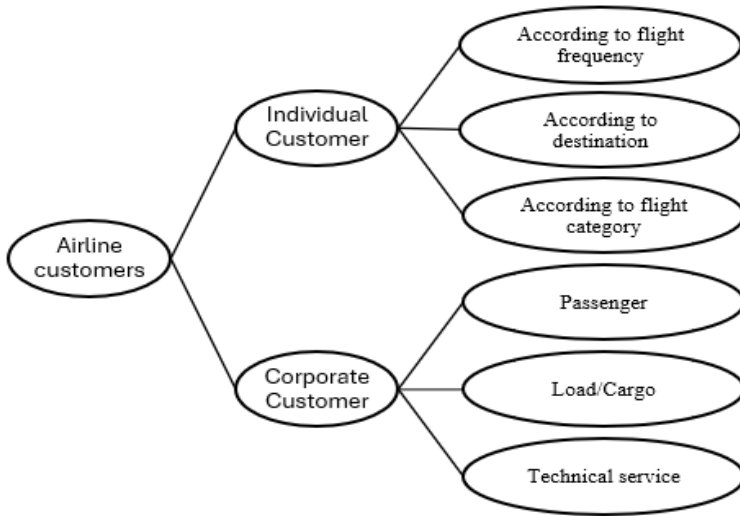 Airline
customers
Individual
Customer
According to flight
frequency
According to
destination
According to flight
category
Corporate
Customer
Passenger
Load/Cargo
Technical service